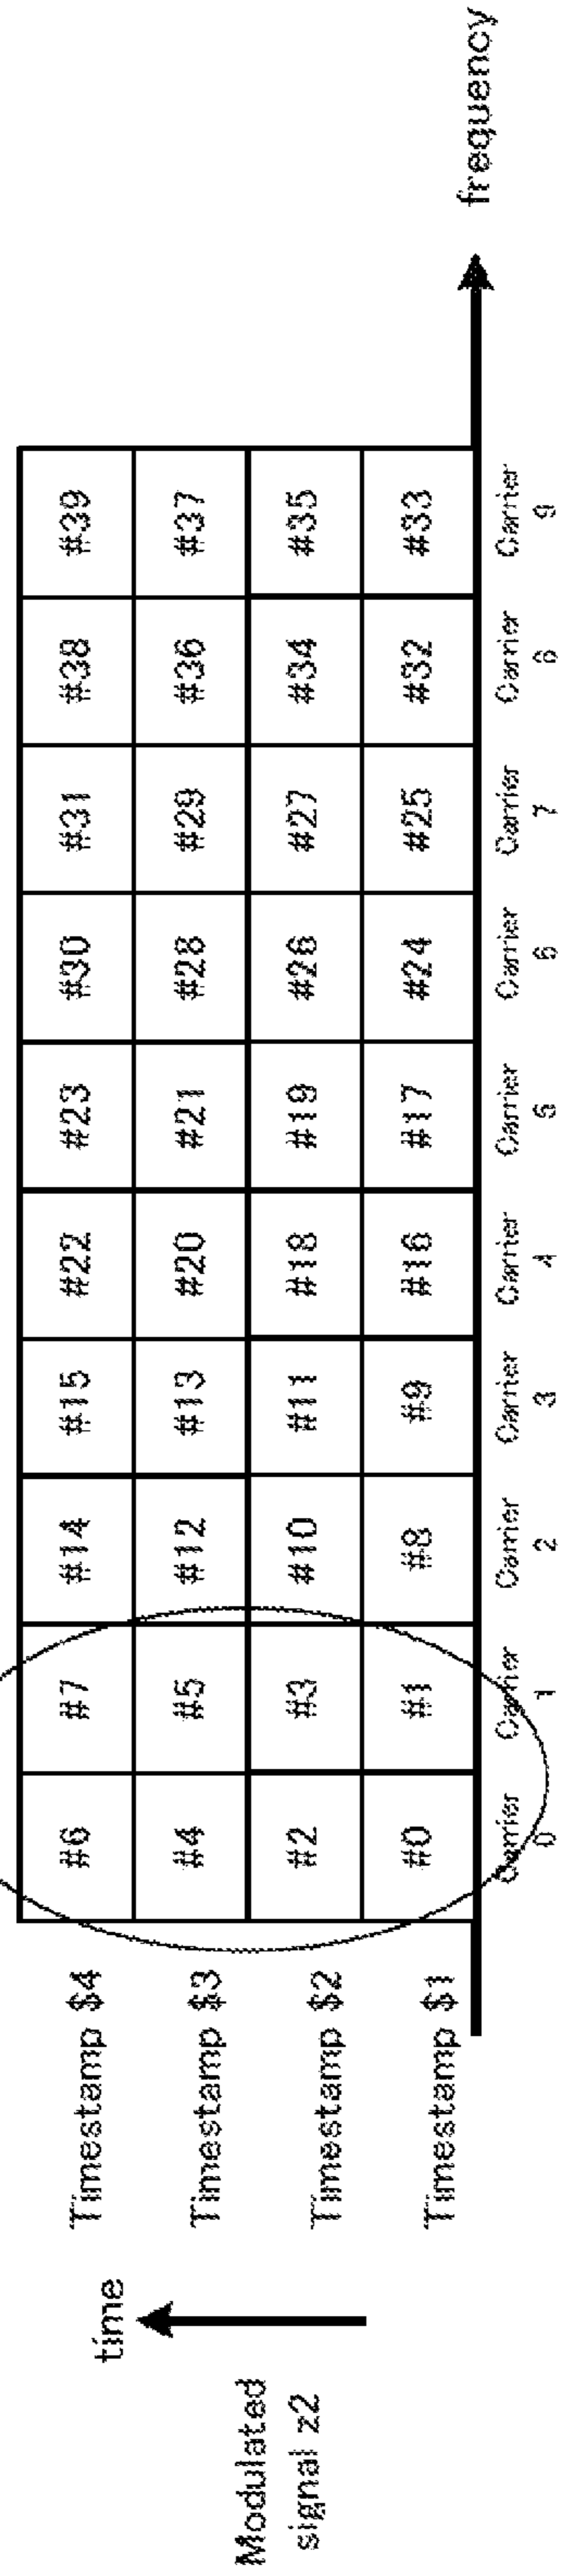 Modulated
signal z2
time
Timestamp $4
#6 #7 #14 #15 #22 #23 #30 #31 #38 #39
Timestamp $3
#4 #5 #12 #13 #20 #21 #28 #29 #36 #37
Timestamp $2
#2 #3 #10 #11 #18 #19 #26 #27 #34 #35
Timestamp $1
#0 #1 #8 #9 #16 #17 #24 #25 #32 #33
Carrier Carrier Carrier Carrier Carrier Carrier Carrier Carrier Carrier Carrier
0 1 2 3 4 5 6 7 8 9
frequency